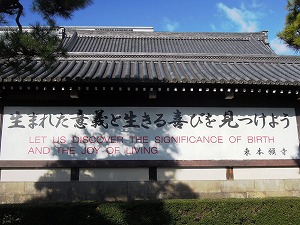 生まれた意義と生きる喜びを見つけよう
LET US DISCOVER THE SIGNIFICANCE OF BIRTH
AND THE JOY OF LIVING
東本願寺